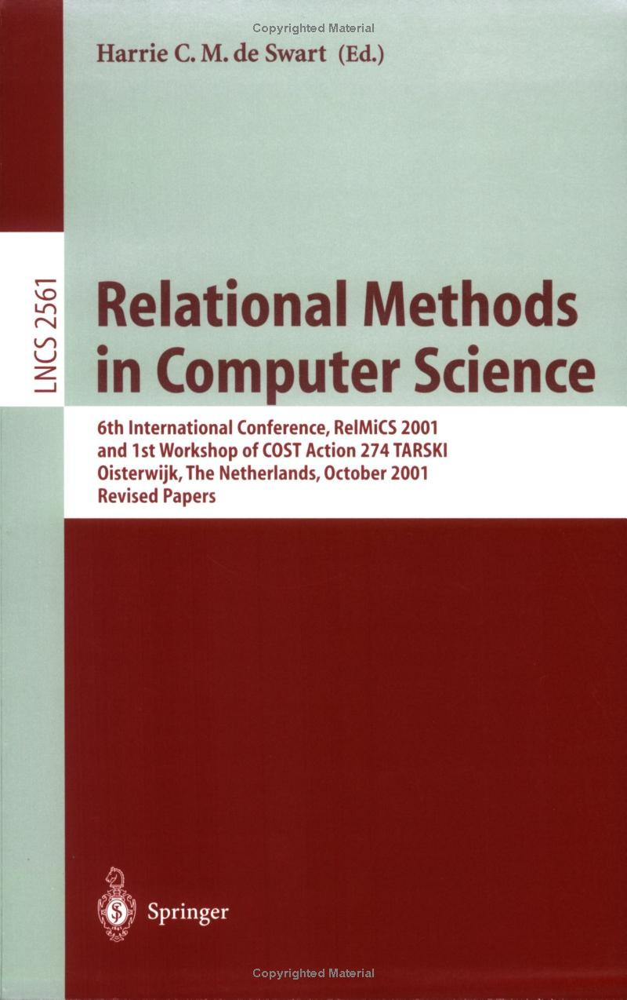 Copyrighted Material
Harrie C. M. de Swart (Ed.)
LNCS 2561
Relational Methods
in Computer Science
6th International Conference, RelMiCS 2001
and 1st Workshop of COST Action 274 TARSKI
Oisterwijk, The Netherlands, October 2001
Revised Papers
Springer
Copyrighted Material